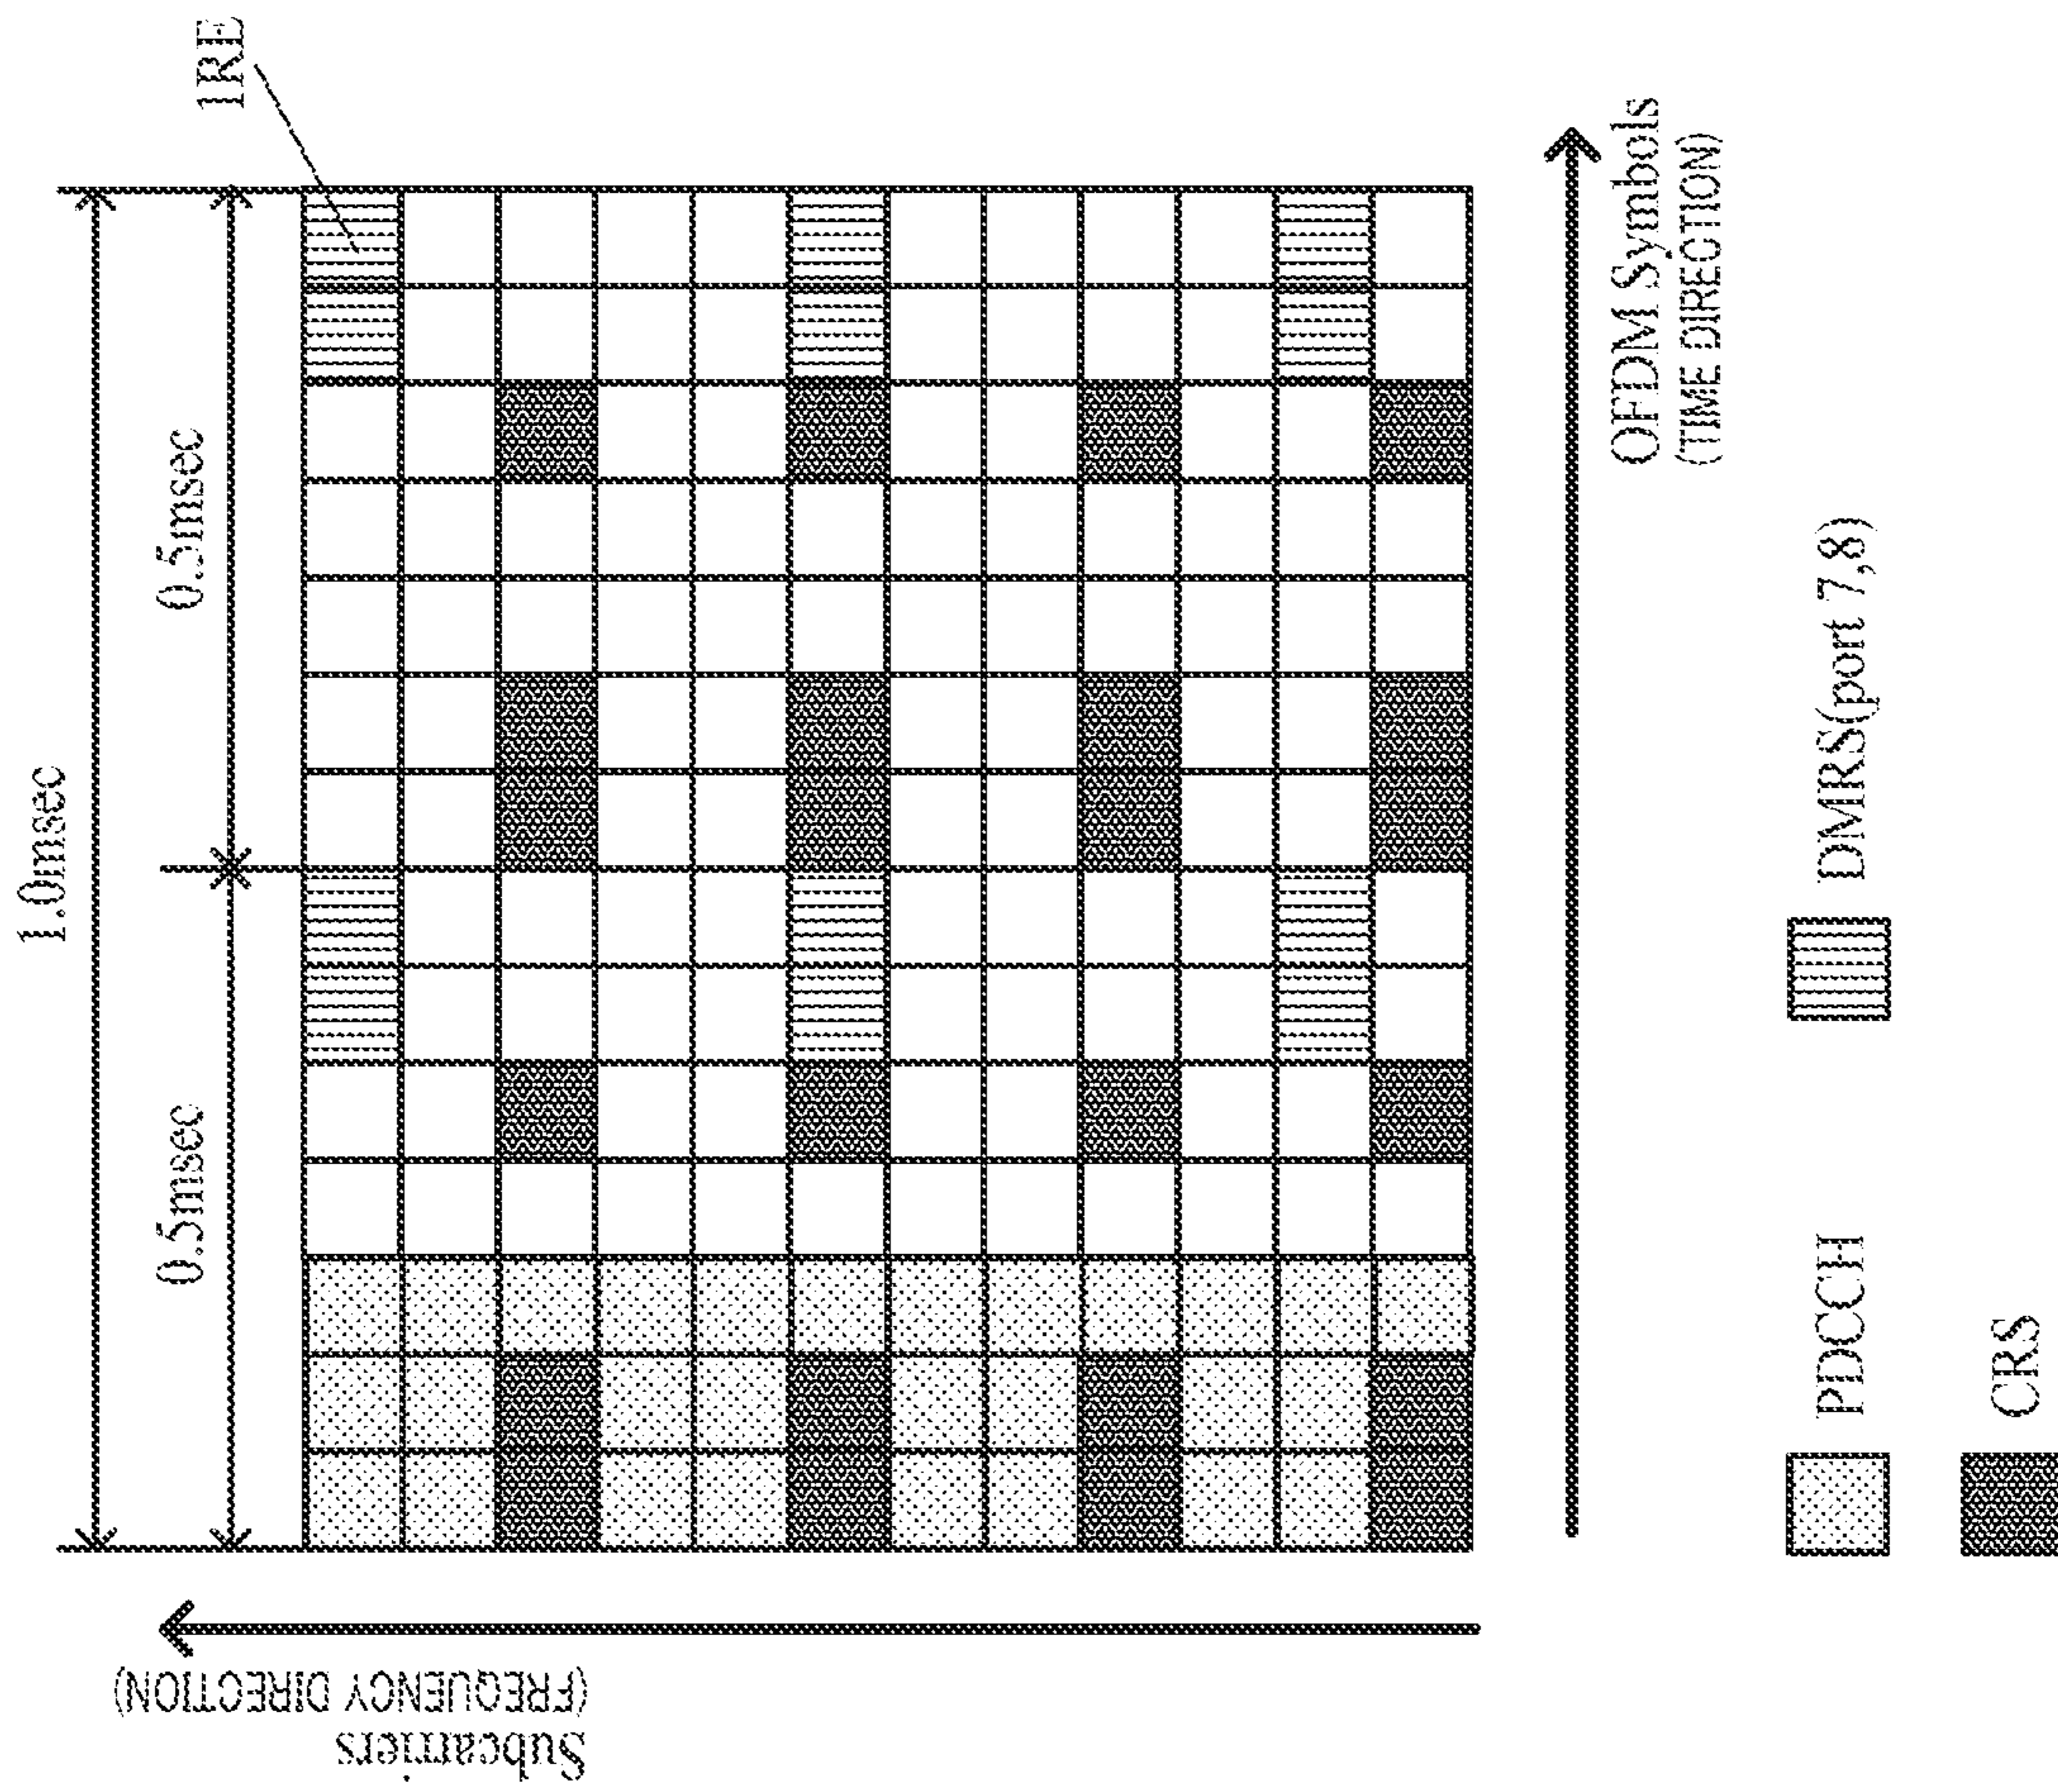 1.0msec
0.5msec
0.5msec
1RE
Subcarriers
(FREQUENCY DIRECTION)
OFDM Symbols
(TIME DIRECTION)
PDCCH
DMRS(port 7,8)
CRS